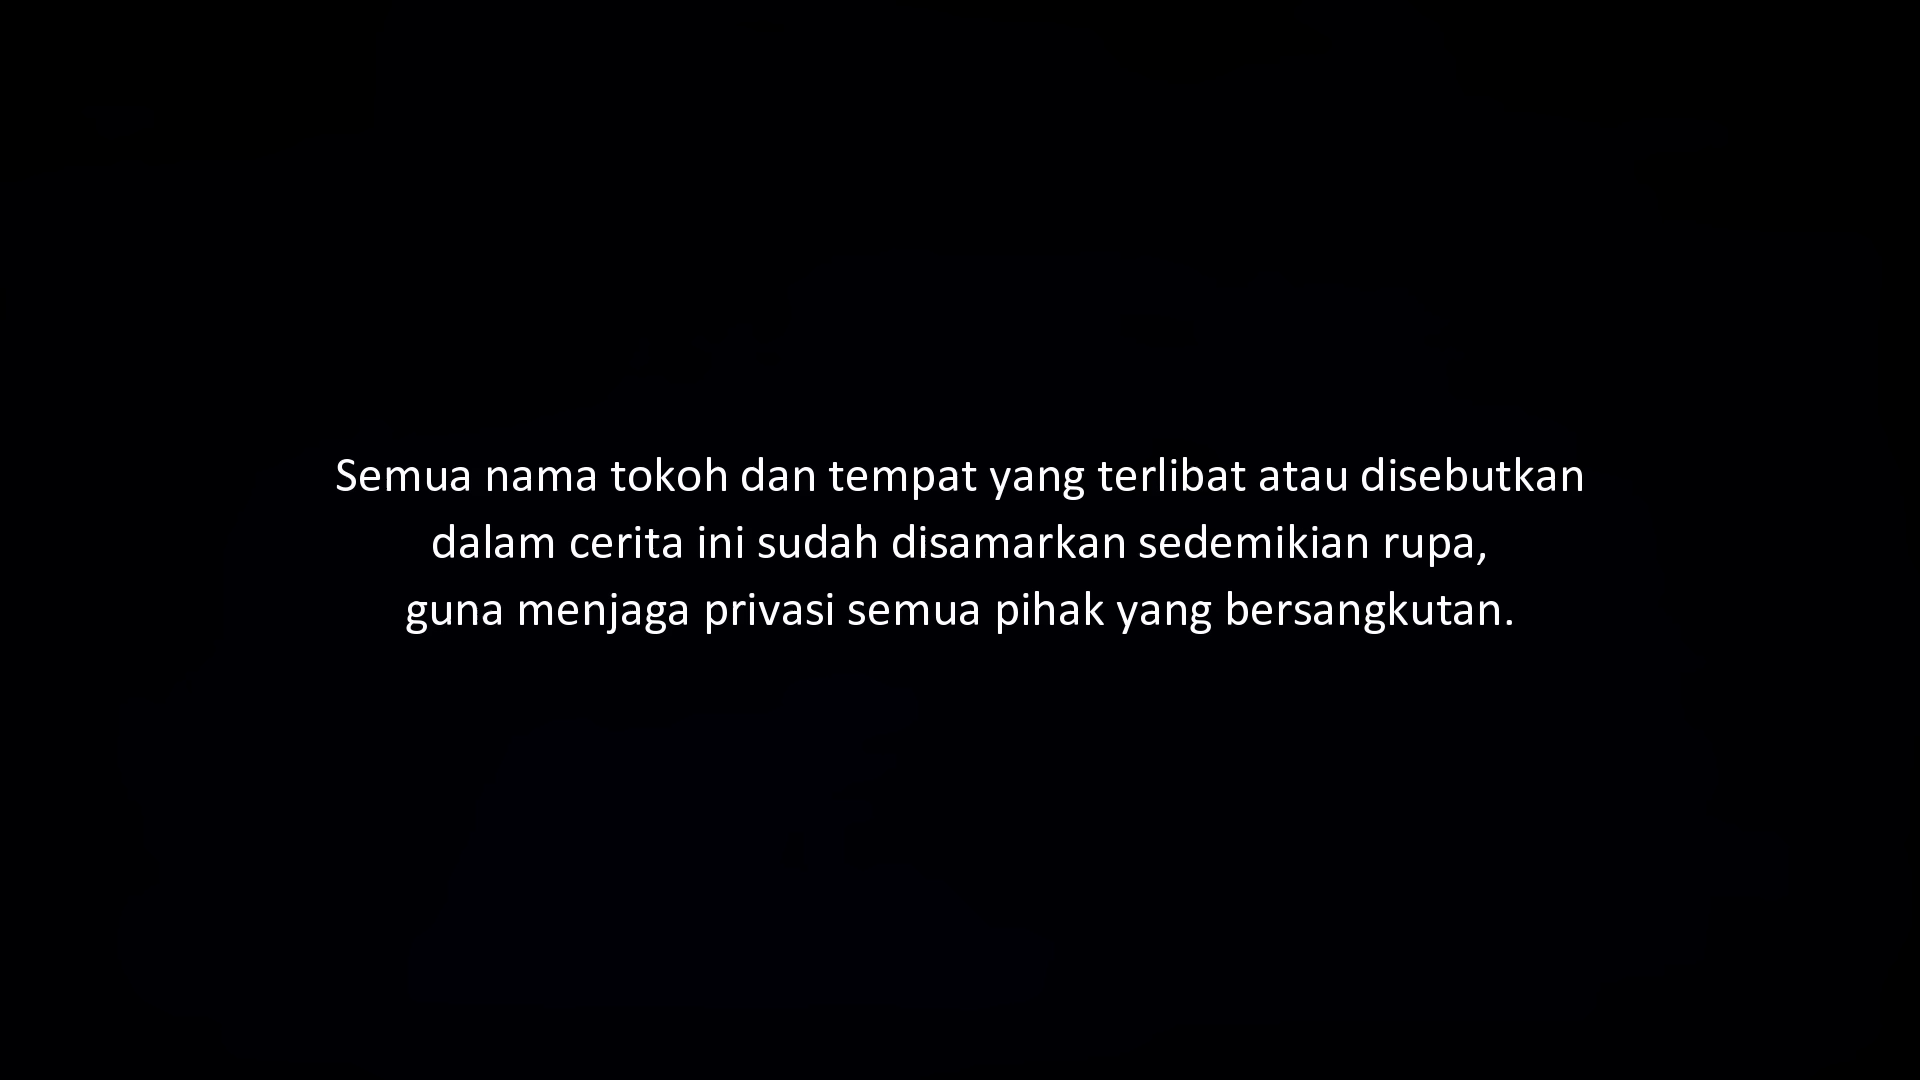 Semua nama tokoh dan tempat yang terlibat atau disebutkan
dalam cerita ini sudah disamarkan sedemikian rupa,
guna menjaga privasi semua pihak yang bersangkutan.